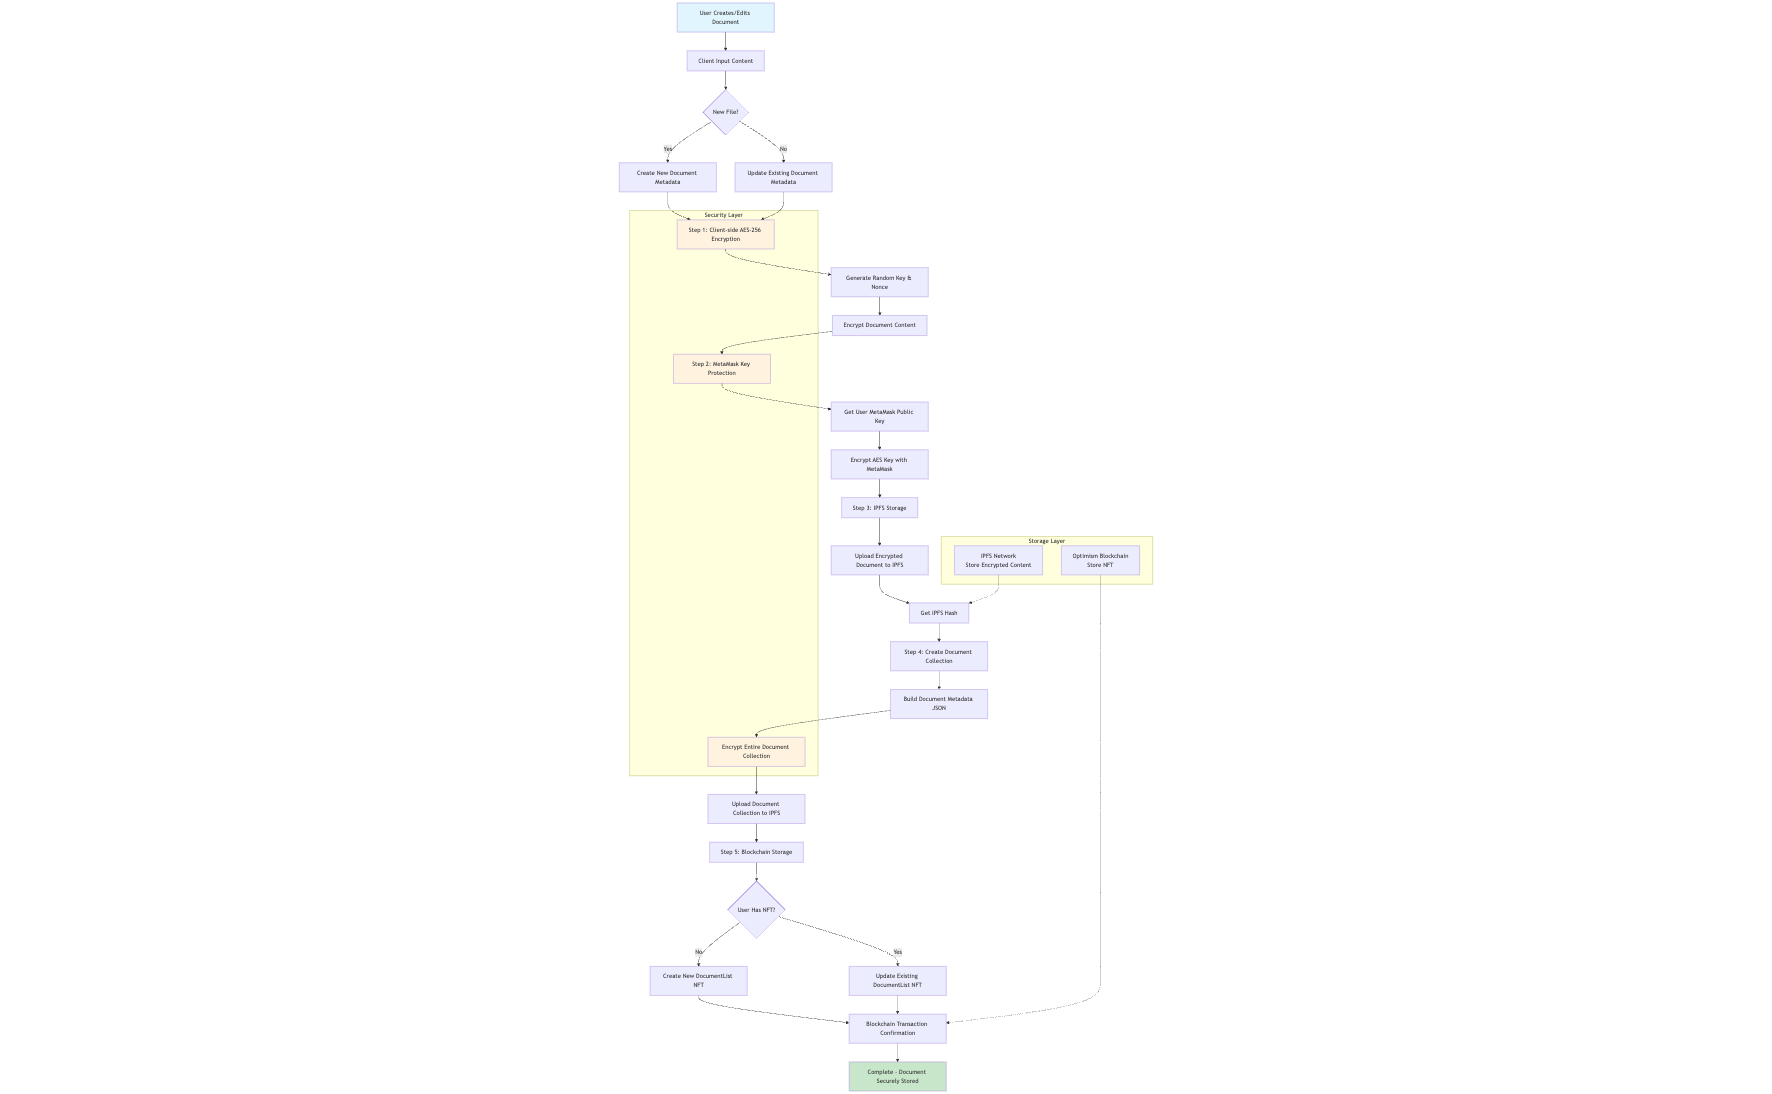 User Creates/Edits
Document
Client Input Content
New File?
Yes
No
Create New Document
Metadata
Update Existing Document
Metadata
Security Layer
Step 1: Client-side AES-256
Encryption
Generate Random Key &
Nonce
Encrypt Document Content
Step 2: MetaMask Key
Protection
Get User MetaMask Public
Key
Encrypt AES Key with
MetaMask
Step 3: IPFS Storage
Storage Layer
Upload Encrypted
Document to IPFS
IPFS Network
Store Encrypted Content
Optimism Blockchain
Store NFT
Get IPFS Hash
Step 4: Create Document
Collection
Build Document Metadata
JSON
Encrypt Entire Document
Collection
Upload Document
Collection to IPFS
Step 5: Blockchain Storage
User Has NFT?
No
Yes
Create New DocumentList
NFT
Update Existing
DocumentList NFT
Blockchain Transaction
Confirmation
Complete - Document
Securely Stored